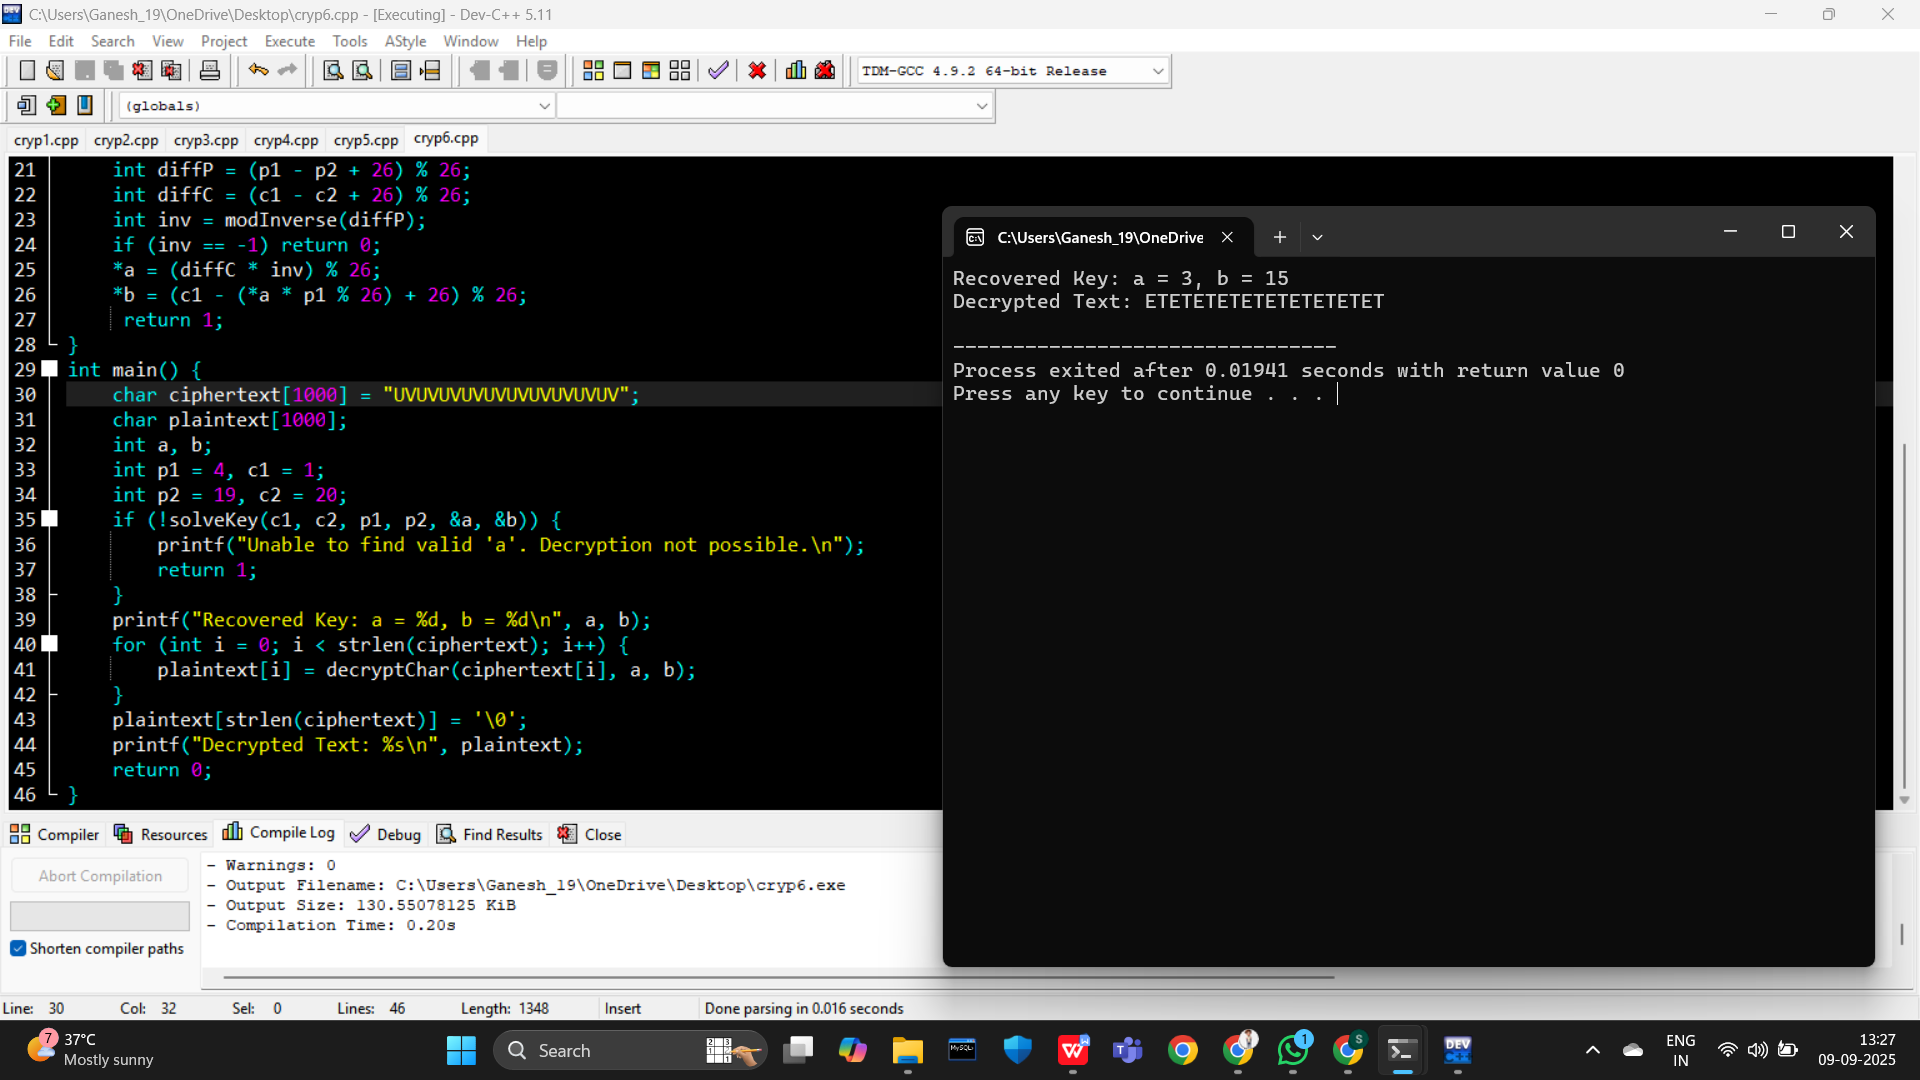 C:\Users\Ganesh_19\OneDrive\Desktop\cryp6.cpp - [Executing] - Dev-C++ 5.11
File Edit Search View Project Execute Tools AStyle Window Help
TDM-GCC 4.9.2 64-bit Release
(globals)
cryp1.cpp cryp2.cpp cryp3.cpp cryp4.cpp cryp5.cpp cryp6.cpp
21 int diffP = (p1 - p2 + 26) % 26;
22 int diffC = (c1 - c2 + 26) % 26;
23 int inv = modInverse(diffP);
24 if (inv == -1) return 0;
25 *a = (diffC * inv) % 26;
26 *b = (c1 - (*a * p1 % 26) + 26) % 26;
27 return 1;
28 }
29 int main() {
30 char ciphertext[1000] = "UVUVUVUVUVUVUVUVUVUV";
31 char plaintext[1000];
32 int a, b;
33 int p1 = 4, c1 = 1;
34 int p2 = 19, c2 = 20;
35 if (!solveKey(c1, c2, p1, p2, &a, &b)) {
36 printf("Unable to find valid 'a'. Decryption not possible.\n");
37 return 1;
38 }
39 printf("Recovered Key: a = %d, b = %d\n", a, b);
40 for (int i = 0; i < strlen(ciphertext); i++) {
41 plaintext[i] = decryptChar(ciphertext[i], a, b);
42 }
43 plaintext[strlen(ciphertext)] = '\0';
44 printf("Decrypted Text: %s\n", plaintext);
45 return 0;
46 }
C:\Users\Ganesh_19\OneDrive
Recovered Key: a = 3, b = 15
Decrypted Text: ETETETETETETETETETET
--------------------------------
Process exited after 0.01941 seconds with return value 0
Press any key to continue . . .
Compiler Resources Compile Log Debug Find Results Close
Abort Compilation
Shorten compiler paths
- Warnings: 0
- Output Filename: C:\Users\Ganesh_19\OneDrive\Desktop\cryp6.exe
- Output Size: 130.55078125 KiB
- Compilation Time: 0.20s
Line: 30 Col: 32 Sel: 0 Lines: 46 Length: 1348 Insert Done parsing in 0.016 seconds
7
37°C
Mostly sunny
Search
MySQL
W
T
1
S
DEV
C++
ENG
IN
13:27
09-09-2025